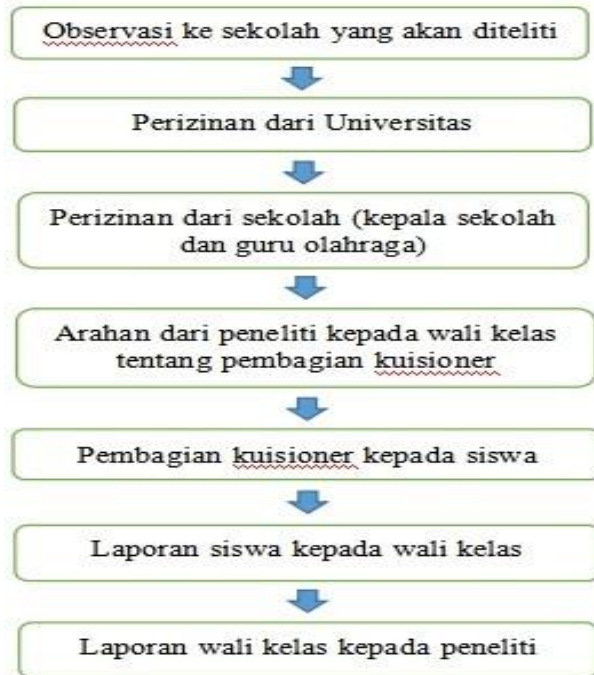 Observasi ke sekolah yang akan diteliti
Perizinan dari Universitas
Perizinan dari sekolah (kepala sekolah
dan guru olahraga)
Arahan dari peneliti kepada wali kelas
tentang pembagian kuisioner
Pembagian kuisioner kepada siswa
Laporan siswa kepada wali kelas
Laporan wali kelas kepada peneliti